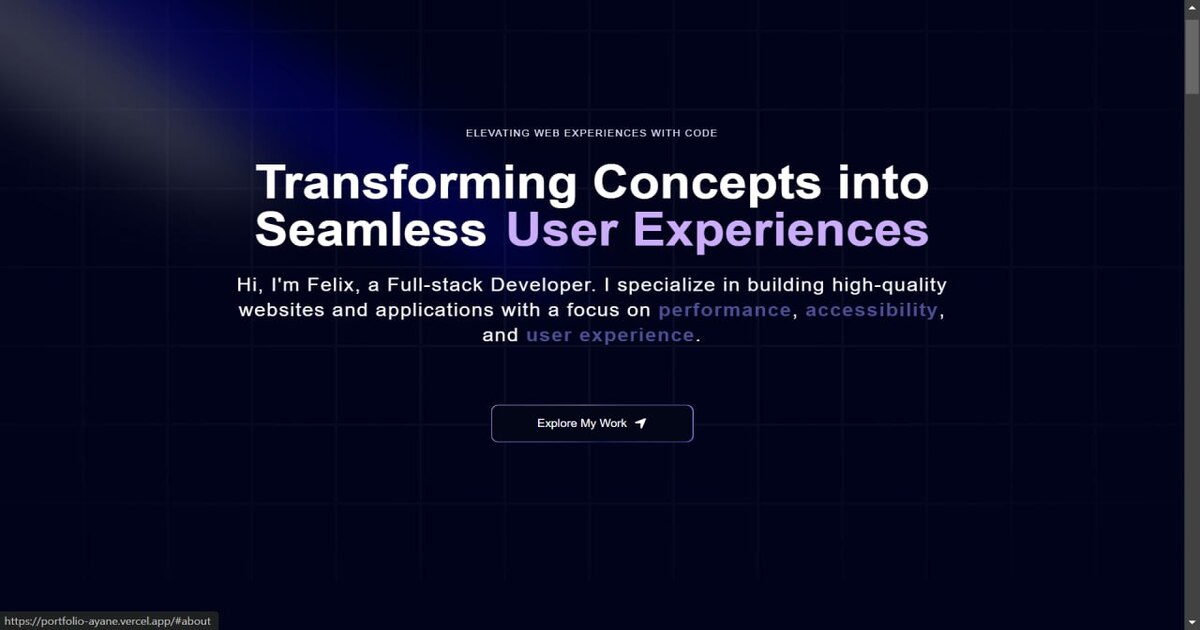 ELEVATING WEB EXPERIENCES WITH CODE
Transforming Concepts into
Seamless User Experiences
Hi, I'm Felix, a Full-stack Developer. I specialize in building high-quality
websites and applications with a focus on performance, accessibility,
and user experience.
Explore My Work
https://portfolio-ayane.vercel.app/#about